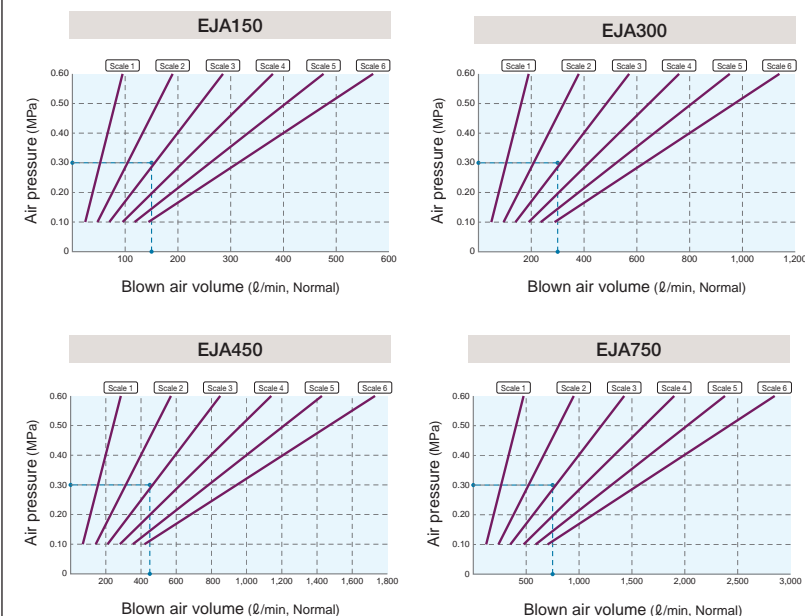 EJA150
Scale 1 Scale 2 Scale 3 Scale 4 Scale 5 Scale 6
0.60
0.50
0.40
0.30
0.20
0.10
0
Air pressure (MPa)
100 200 300 400 500 600
Blown air volume (ℓ/min, Normal)
EJA300
Scale 1 Scale 2 Scale 3 Scale 4 Scale 5 Scale 6
0.60
0.50
0.40
0.30
0.20
0.10
0
Air pressure (MPa)
200 400 600 800 1,000 1,200
Blown air volume (ℓ/min, Normal)
EJA450
Scale 1 Scale 2 Scale 3 Scale 4 Scale 5 Scale 6
0.60
0.50
0.40
0.30
0.20
0.10
0
Air pressure (MPa)
200 400 600 800 1,000 1,200 1,400 1,600 1,800
Blown air volume (ℓ/min, Normal)
EJA750
Scale 1 Scale 2 Scale 3 Scale 4 Scale 5 Scale 6
0.60
0.50
0.40
0.30
0.20
0.10
0
Air pressure (MPa)
500 1,000 1,500 2,000 2,500 3,000
Blown air volume (ℓ/min, Normal)